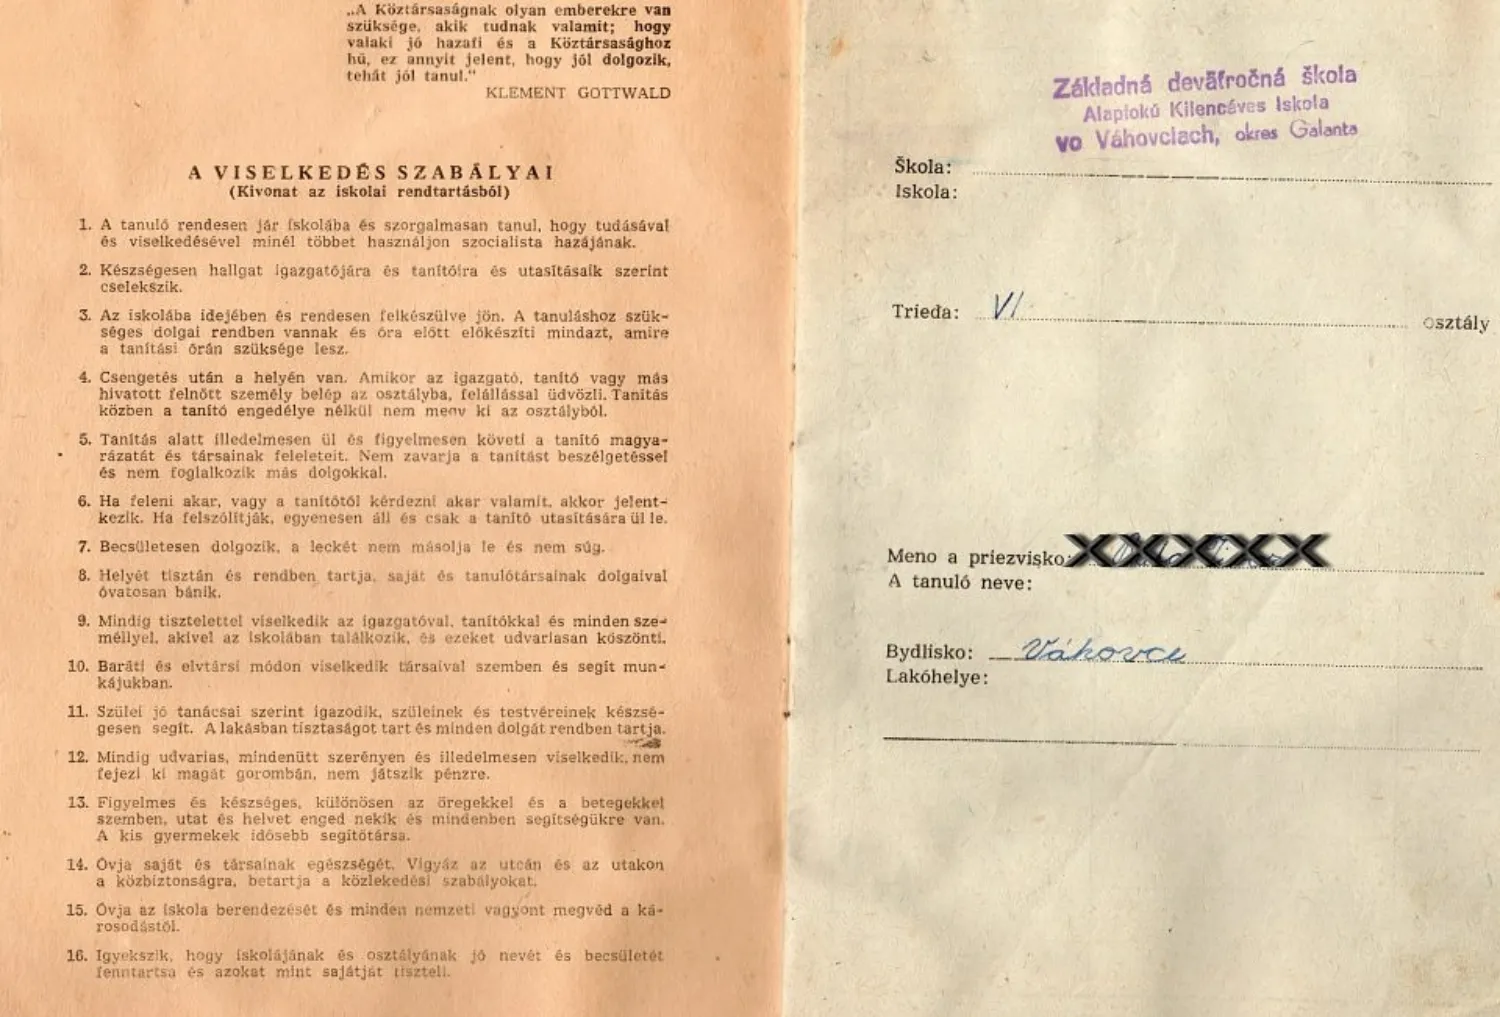 „A Köztársaságnak olyan emberekre van
szüksége, akik tudnak valamit; hogy
valaki jó hazafi és a Köztársasághoz
hű, ez annyit jelent, hogy jól dolgozik,
tehát jól tanul."
KLEMENT GOTTWALD
A VISELKEDÉS SZABÁLYAI
(Kivonat az iskolai rendtartásból)
1. A tanuló rendesen jár iskolába és szorgalmasan tanul, hogy tudásával
és viselkedésével minél többet használjon szocialista hazájának.
2. Készségesen hallgat igazgatójára és tanítóira és utasításaik szerint
cselekszik.
3. Az iskolába idejében és rendesen felkészülve jön. A tanuláshoz szük-
séges dolgai rendben vannak és óra előtt előkészíti mindazt, amire
a tanítási órán szüksége lesz.
4. Csengetés után a helyén van. Amikor az igazgató, tanító vagy más
hivatott felnőtt személy belép az osztályba, felállással üdvözli. Tanítás
közben a tanító engedélye nélkül nem megy ki az osztályból.
5. Tanítás alatt illedelmesen ül és figyelmesen követi a tanító magya-
rázatát és társainak feleleteit. Nem zavarja a tanítást beszélgetéssel
és nem foglalkozik más dolgokkal.
6. Ha feleni akar, vagy a tanítótól kérdezni akar valamit, akkor jelent-
kezik. Ha felszólítják, egyenesen áll és csak a tanító utasítására ül le.
7. Becsületesen dolgozik, a leckét nem másolja le és nem súg.
8. Helyét tisztán és rendben tartja, saját és tanulótársainak dolgaival
óvatosan bánik.
9. Mindig tisztelettel viselkedik az igazgatóval, tanítókkal és minden sze-
méllyel, akivel az iskolában találkozik, és ezeket udvariasan köszönti.
10. Baráti és elvtársi módon viselkedik társaival szemben és segít mun-
kájukban.
11. Szülei jó tanácsai szerint igazodik, szüleinek és testvéreinek készsé-
gesen segít. A lakásban tisztaságot tart és minden dolgát rendben tartja.
12. Mindig udvarias, mindenütt szerényen és illedelmesen viselkedik, nem
fejezi ki magát gorombán, nem játszik pénzre.
13. Figyelmes és készséges, különösen az öregekkel és a betegekkel
szemben, utat és helyet enged nekik és mindenben segítségükre van.
A kis gyermekek idősebb segítőtársa.
14. Óvja saját és társainak egészségét. Vigyáz az utcán és az utakon
a közbiztonságra, betartja a közlekedési szabályokat.
15. Óvja az iskola berendezését és minden nemzeti vagyont megvéd a ká-
rosodástól.
16. Igyekszik, hogy iskolájának és osztályának jó nevét és becsületét
fenntartsa és azokat mint sajátját tiszteli.
Základná deväťročná škola
Alapfokú Kilencéves Iskola
vo Váhovciach, okres Galanta
Škola:
Iskola:
Trieda: VI osztály
Meno a priezvisko: XXXXX
A tanuló neve:
Bydlisko: Váhovce
Lakóhelye: